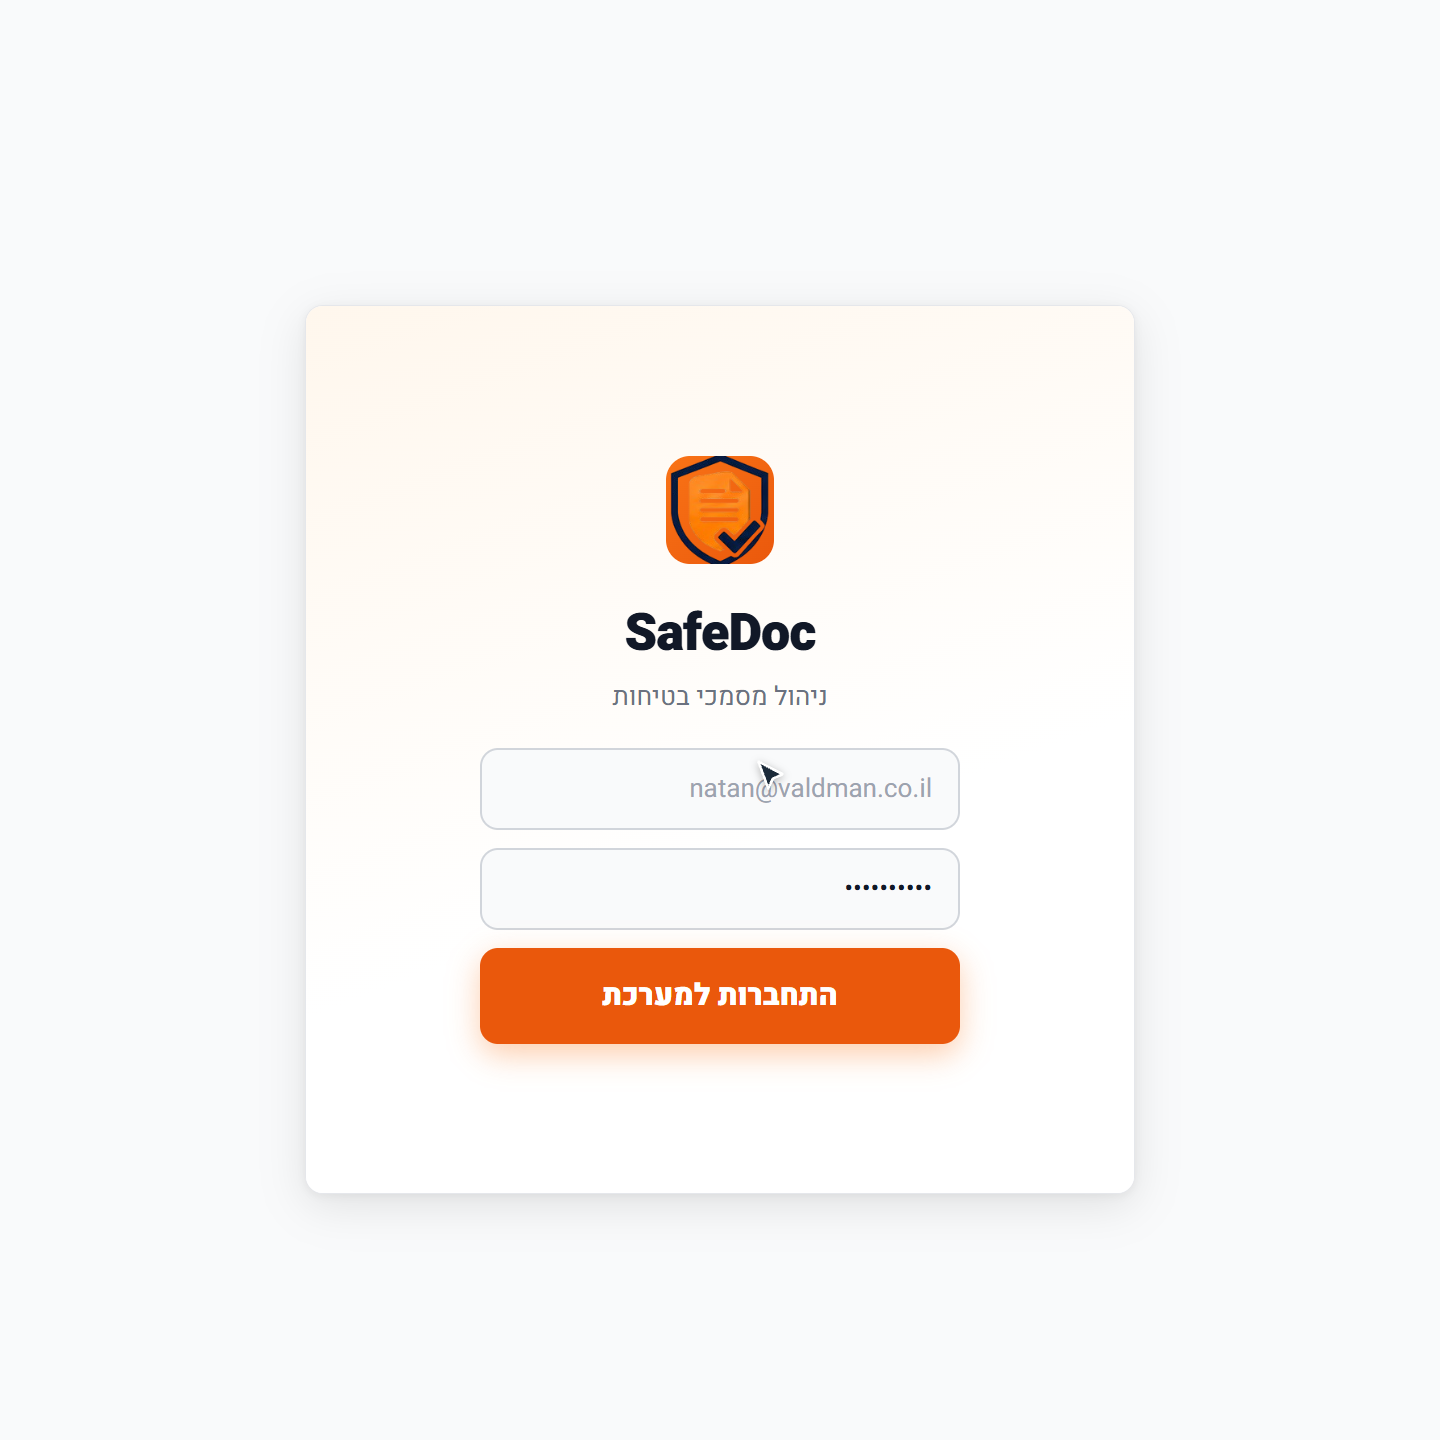 SafeDoc
ניהול מסמכי בטיחות
natan@valdman.co.il
••••••••••
התחברות למערכת